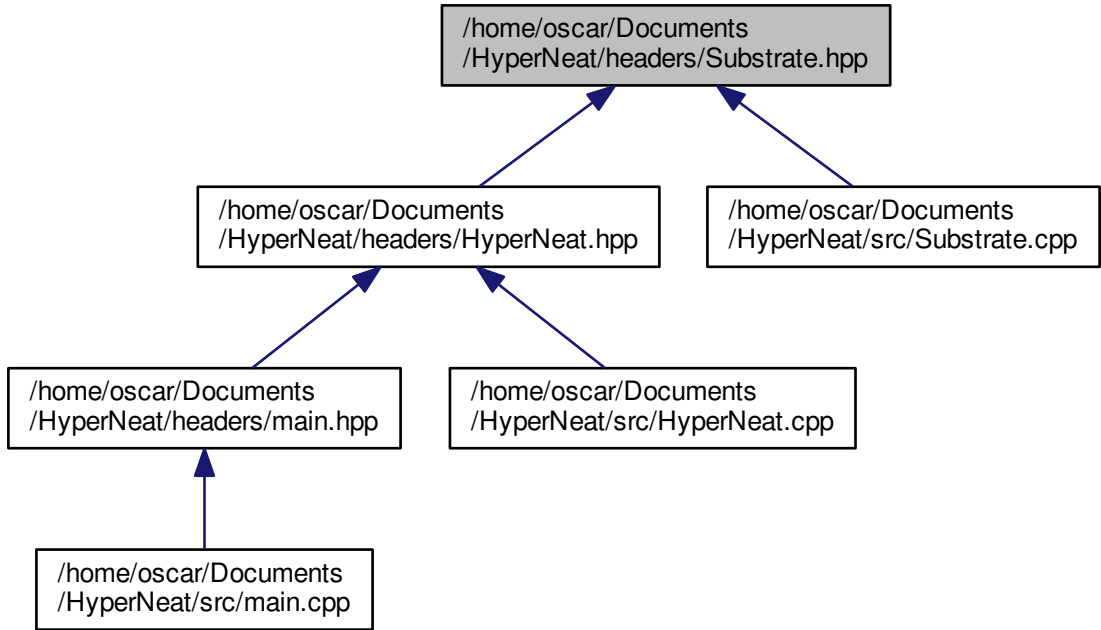 /home/oscar/Documents
/HyperNeat/headers/Substrate.hpp
/home/oscar/Documents
/HyperNeat/headers/HyperNeat.hpp
/home/oscar/Documents
/HyperNeat/src/Substrate.cpp
/home/oscar/Documents
/HyperNeat/headers/main.hpp
/home/oscar/Documents
/HyperNeat/src/HyperNeat.cpp
/home/oscar/Documents
/HyperNeat/src/main.cpp